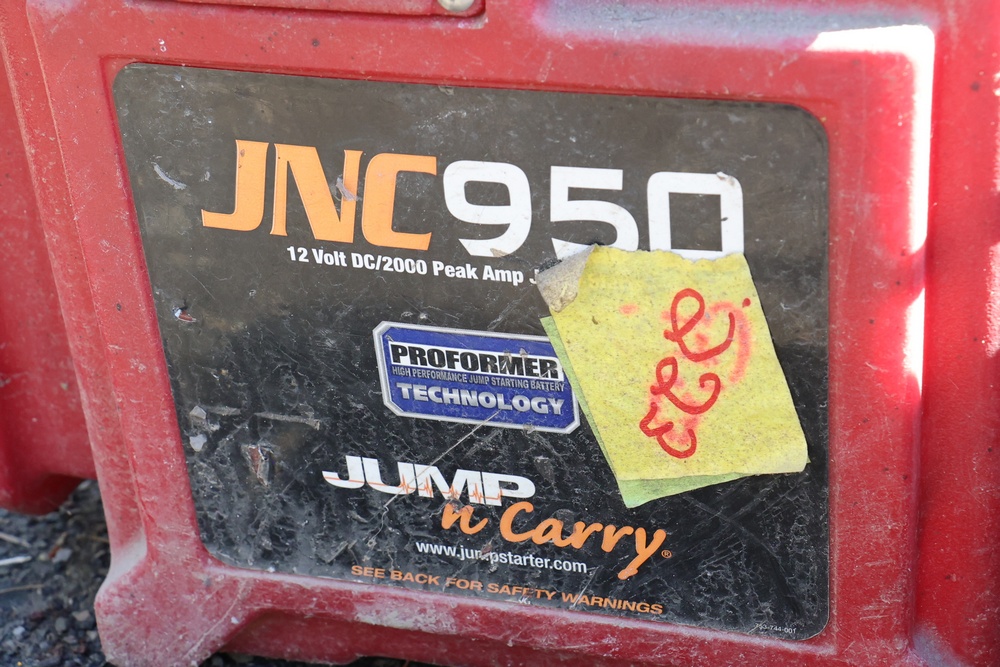 JNC950
12 Volt DC/2000 Peak Amp
PROFORMER
HIGH PERFORMANCE JUMP STARTING BATTERY
TECHNOLOGY
JUMP
n Carry®
www.jumpstarter.com
SEE BACK FOR SAFETY WARNINGS